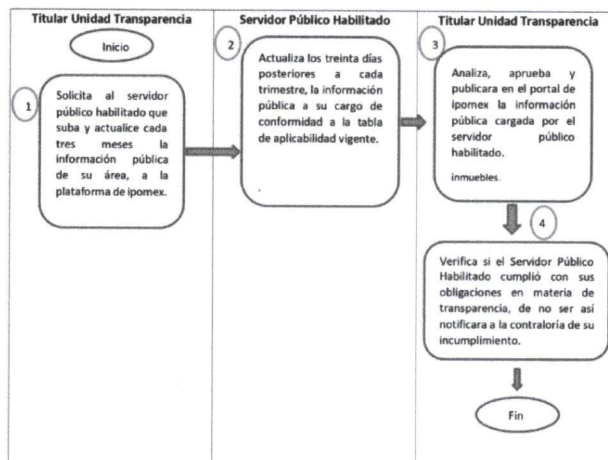 Titular Unidad Transparencia
Servidor Público Habilitado
Titular Unidad Transparencia
Inicio
1
Solicita al servidor
público habilitado que
suba y actualice cada
tres meses la
información pública
de su área, a la
plataforma de ipomex.
2
Actualiza los treinta días
posteriores a cada
trimestre, la información
pública a su cargo de
conformidad a la tabla
de aplicabilidad vigente.
3
Analiza, aprueba y
publicara en el portal de
ipomex la información
pública cargada por el
servidor público
habilitado.
inmuebles.
4
Verifica si el Servidor Público
Habilitado cumplió con sus
obligaciones en materia de
transparencia, de no ser así
notificara a la contraloría de su
incumplimiento.
Fin